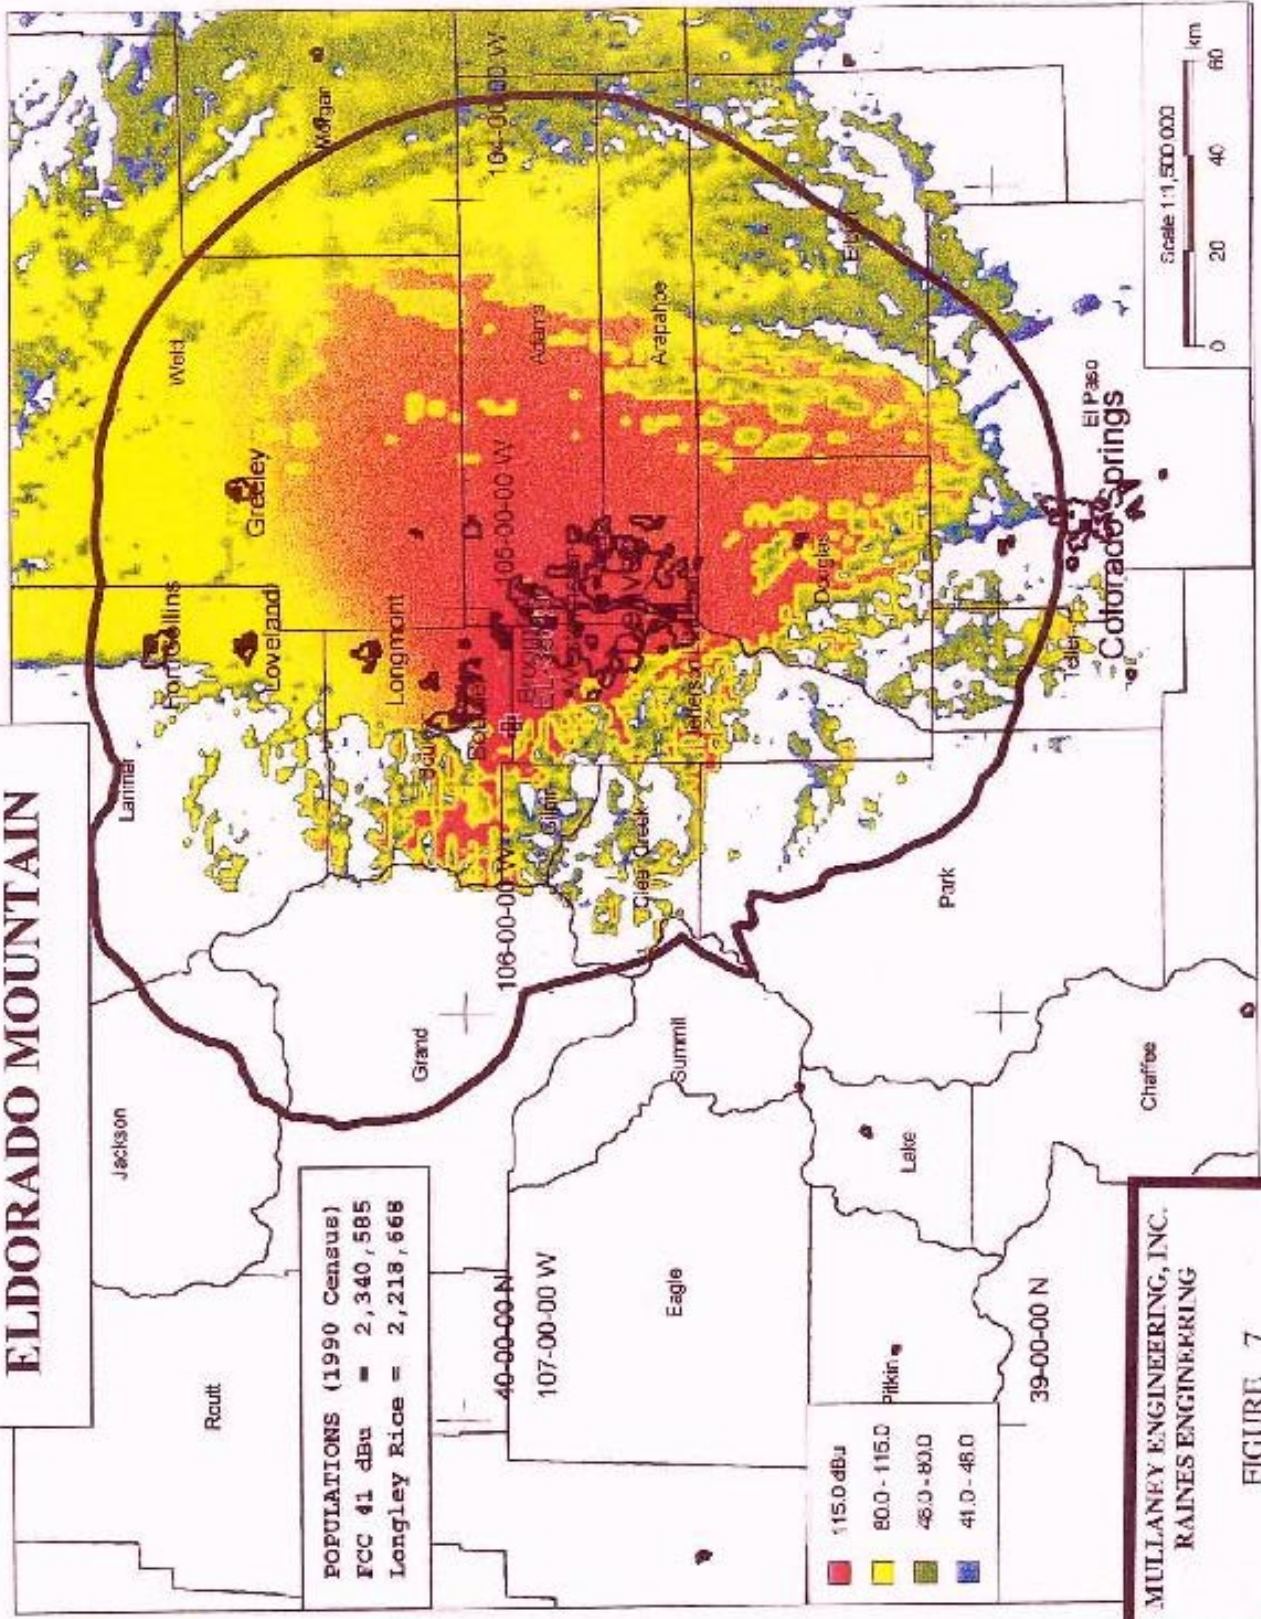 ELDORADO MOUNTAIN
Larimer
Weld
Morgan
Jackson
Fort Collins
Loveland
Greeley
Longmont
Grand
Routt
POPULATIONS (1990 Census)
FCC 41 dBu = 2,340,585
Longley Rice = 2,218,668
40-00-00 N
107-00-00 W
106-00-00 W
105-00-00 W
104-00-00 W
Gilpin
Adams
Arapahoe
Clear Creek
Jefferson
Denver
Summit
Eagle
Douglas
Elbert
Lake
Park
Teller
Pitkin
39-00-00 N
Chaffee
El Paso
Colorado Springs
115.0 dBu
80.0 - 115.0
48.0 - 80.0
41.0 - 48.0
Scale 1:1,500,000
0 20 40 60 km
MULLANEY ENGINEERING, INC.
RAINES ENGINEERING
FIGURE 7